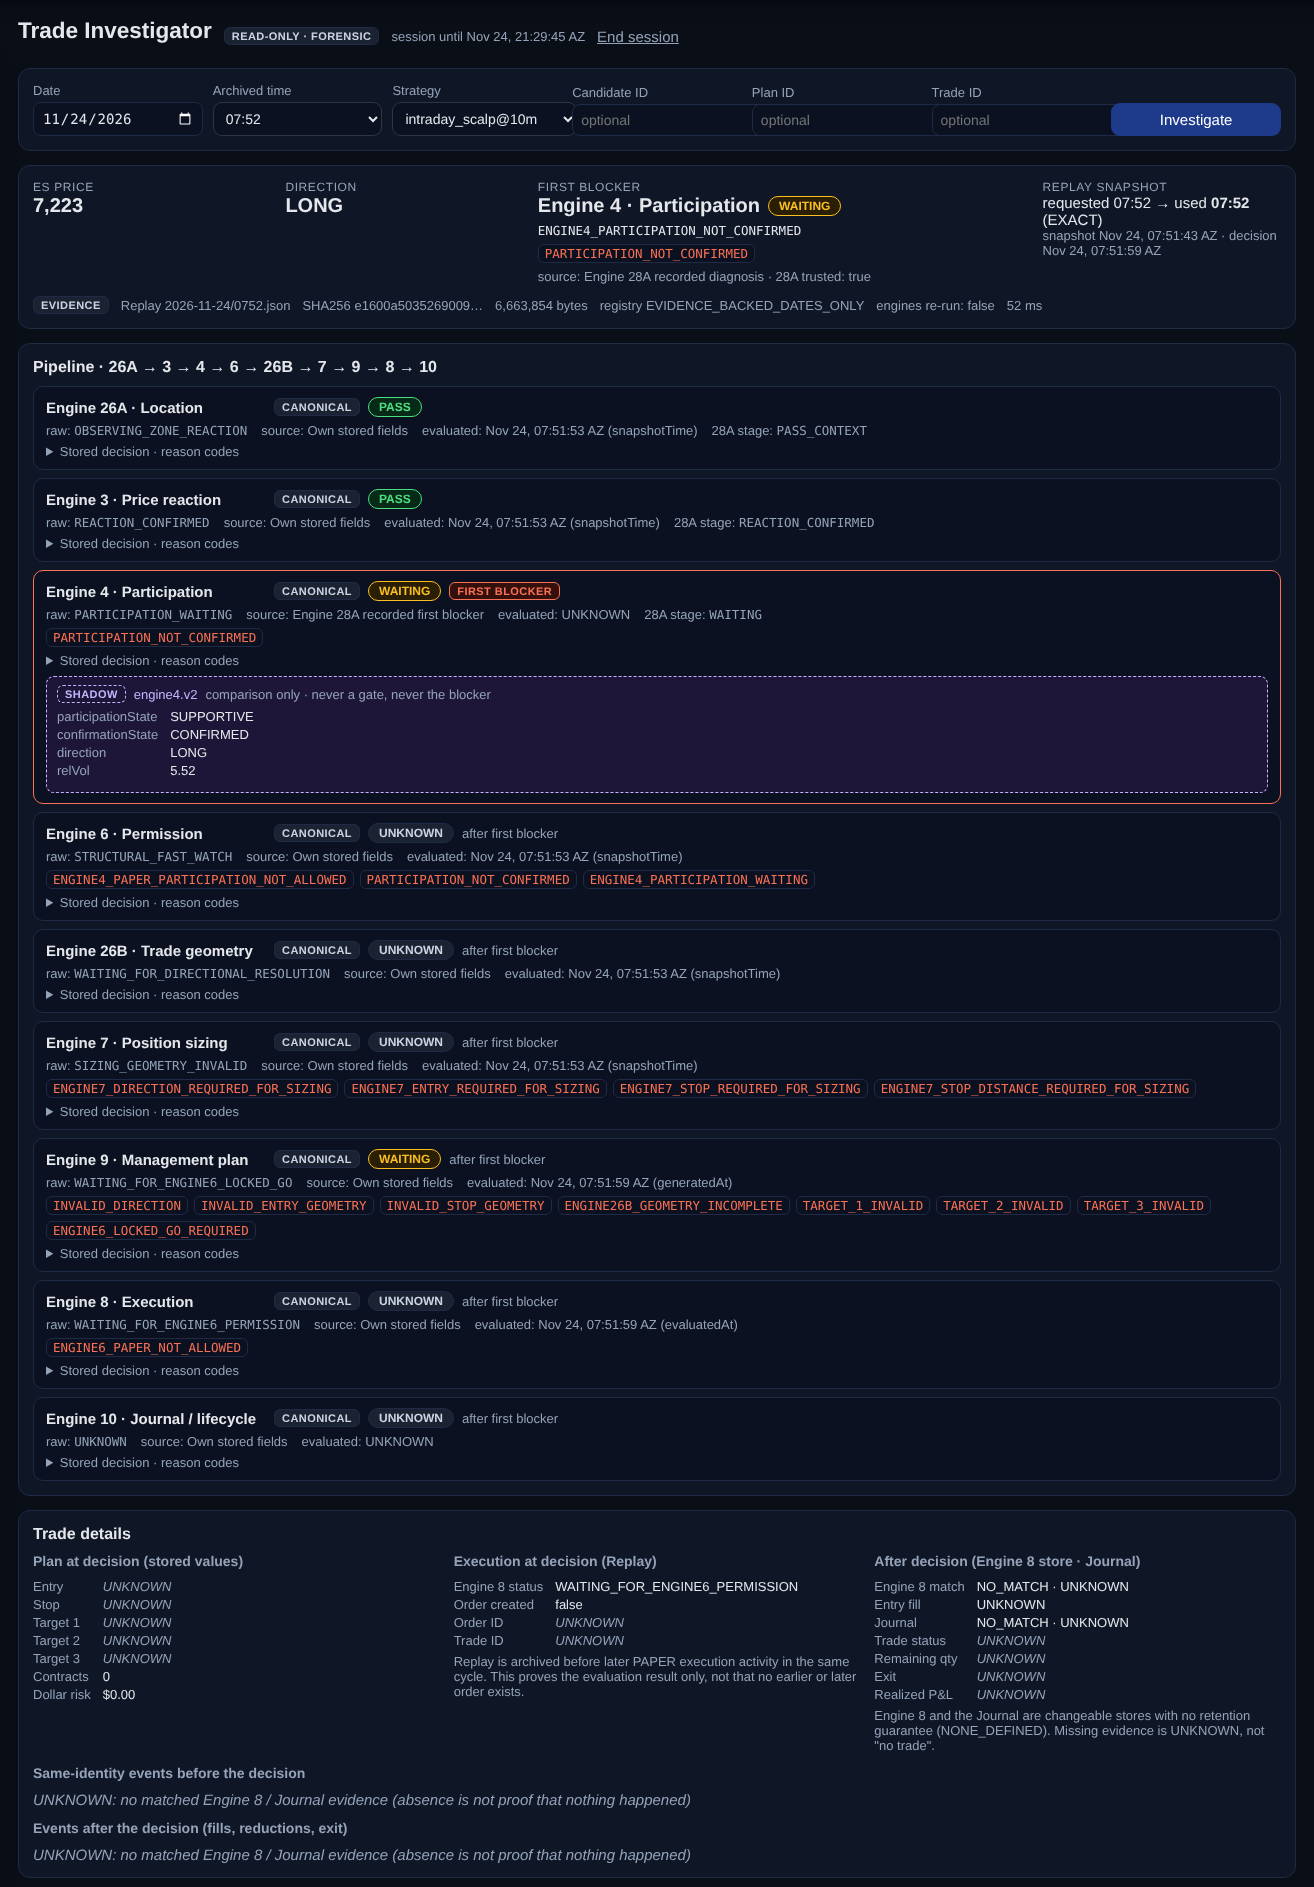 Trade Investigator READ-ONLY · FORENSIC session until Nov 24, 21:29:45 AZ End session
Date Archived time Strategy Candidate ID Plan ID Trade ID
11/24/2026 07:52 intraday_scalp@10m optional optional optional Investigate
ES PRICE
7,223
DIRECTION
LONG
FIRST BLOCKER
Engine 4 · Participation WAITING
ENGINE4_PARTICIPATION_NOT_CONFIRMED
PARTICIPATION_NOT_CONFIRMED
source: Engine 28A recorded diagnosis · 28A trusted: true
REPLAY SNAPSHOT
requested 07:52 → used 07:52
(EXACT)
snapshot Nov 24, 07:51:43 AZ · decision
Nov 24, 07:51:59 AZ
EVIDENCE Replay 2026-11-24/0752.json SHA256 e1600a5035269009… 6,663,854 bytes registry EVIDENCE_BACKED_DATES_ONLY engines re-run: false 52 ms
Pipeline · 26A → 3 → 4 → 6 → 26B → 7 → 9 → 8 → 10
Engine 26A · Location CANONICAL PASS
raw: OBSERVING_ZONE_REACTION source: Own stored fields evaluated: Nov 24, 07:51:53 AZ (snapshotTime) 28A stage: PASS_CONTEXT
▶ Stored decision · reason codes
Engine 3 · Price reaction CANONICAL PASS
raw: REACTION_CONFIRMED source: Own stored fields evaluated: Nov 24, 07:51:53 AZ (snapshotTime) 28A stage: REACTION_CONFIRMED
▶ Stored decision · reason codes
Engine 4 · Participation CANONICAL WAITING FIRST BLOCKER
raw: PARTICIPATION_WAITING source: Engine 28A recorded first blocker evaluated: UNKNOWN 28A stage: WAITING
PARTICIPATION_NOT_CONFIRMED
▶ Stored decision · reason codes
SHADOW engine4.v2 comparison only · never a gate, never the blocker
participationState SUPPORTIVE
confirmationState CONFIRMED
direction LONG
relVol 5.52
Engine 6 · Permission CANONICAL UNKNOWN after first blocker
raw: STRUCTURAL_FAST_WATCH source: Own stored fields evaluated: Nov 24, 07:51:53 AZ (snapshotTime)
ENGINE4_PAPER_PARTICIPATION_NOT_ALLOWED PARTICIPATION_NOT_CONFIRMED ENGINE4_PARTICIPATION_WAITING
▶ Stored decision · reason codes
Engine 26B · Trade geometry CANONICAL UNKNOWN after first blocker
raw: WAITING_FOR_DIRECTIONAL_RESOLUTION source: Own stored fields evaluated: Nov 24, 07:51:53 AZ (snapshotTime)
▶ Stored decision · reason codes
Engine 7 · Position sizing CANONICAL UNKNOWN after first blocker
raw: SIZING_GEOMETRY_INVALID source: Own stored fields evaluated: Nov 24, 07:51:53 AZ (snapshotTime)
ENGINE7_DIRECTION_REQUIRED_FOR_SIZING ENGINE7_ENTRY_REQUIRED_FOR_SIZING ENGINE7_STOP_REQUIRED_FOR_SIZING ENGINE7_STOP_DISTANCE_REQUIRED_FOR_SIZING
▶ Stored decision · reason codes
Engine 9 · Management plan CANONICAL WAITING after first blocker
raw: WAITING_FOR_ENGINE6_LOCKED_GO source: Own stored fields evaluated: Nov 24, 07:51:59 AZ (generatedAt)
INVALID_DIRECTION INVALID_ENTRY_GEOMETRY INVALID_STOP_GEOMETRY ENGINE26B_GEOMETRY_INCOMPLETE TARGET_1_INVALID TARGET_2_INVALID TARGET_3_INVALID
ENGINE6_LOCKED_GO_REQUIRED
▶ Stored decision · reason codes
Engine 8 · Execution CANONICAL UNKNOWN after first blocker
raw: WAITING_FOR_ENGINE6_PERMISSION source: Own stored fields evaluated: Nov 24, 07:51:59 AZ (evaluatedAt)
ENGINE6_PAPER_NOT_ALLOWED
▶ Stored decision · reason codes
Engine 10 · Journal / lifecycle CANONICAL UNKNOWN after first blocker
raw: UNKNOWN source: Own stored fields evaluated: UNKNOWN
▶ Stored decision · reason codes
Trade details
Plan at decision (stored values)
Entry UNKNOWN
Stop UNKNOWN
Target 1 UNKNOWN
Target 2 UNKNOWN
Target 3 UNKNOWN
Contracts 0
Dollar risk $0.00
Execution at decision (Replay)
Engine 8 status WAITING_FOR_ENGINE6_PERMISSION
Order created false
Order ID UNKNOWN
Trade ID UNKNOWN
Replay is archived before later PAPER execution activity in the same
cycle. This proves the evaluation result only, not that no earlier or later
order exists.
After decision (Engine 8 store · Journal)
Engine 8 match NO_MATCH · UNKNOWN
Entry fill UNKNOWN
Journal NO_MATCH · UNKNOWN
Trade status UNKNOWN
Remaining qty UNKNOWN
Exit UNKNOWN
Realized P&L UNKNOWN
Engine 8 and the Journal are changeable stores with no retention
guarantee (NONE_DEFINED). Missing evidence is UNKNOWN, not
"no trade".
Same-identity events before the decision
UNKNOWN: no matched Engine 8 / Journal evidence (absence is not proof that nothing happened)
Events after the decision (fills, reductions, exit)
UNKNOWN: no matched Engine 8 / Journal evidence (absence is not proof that nothing happened)